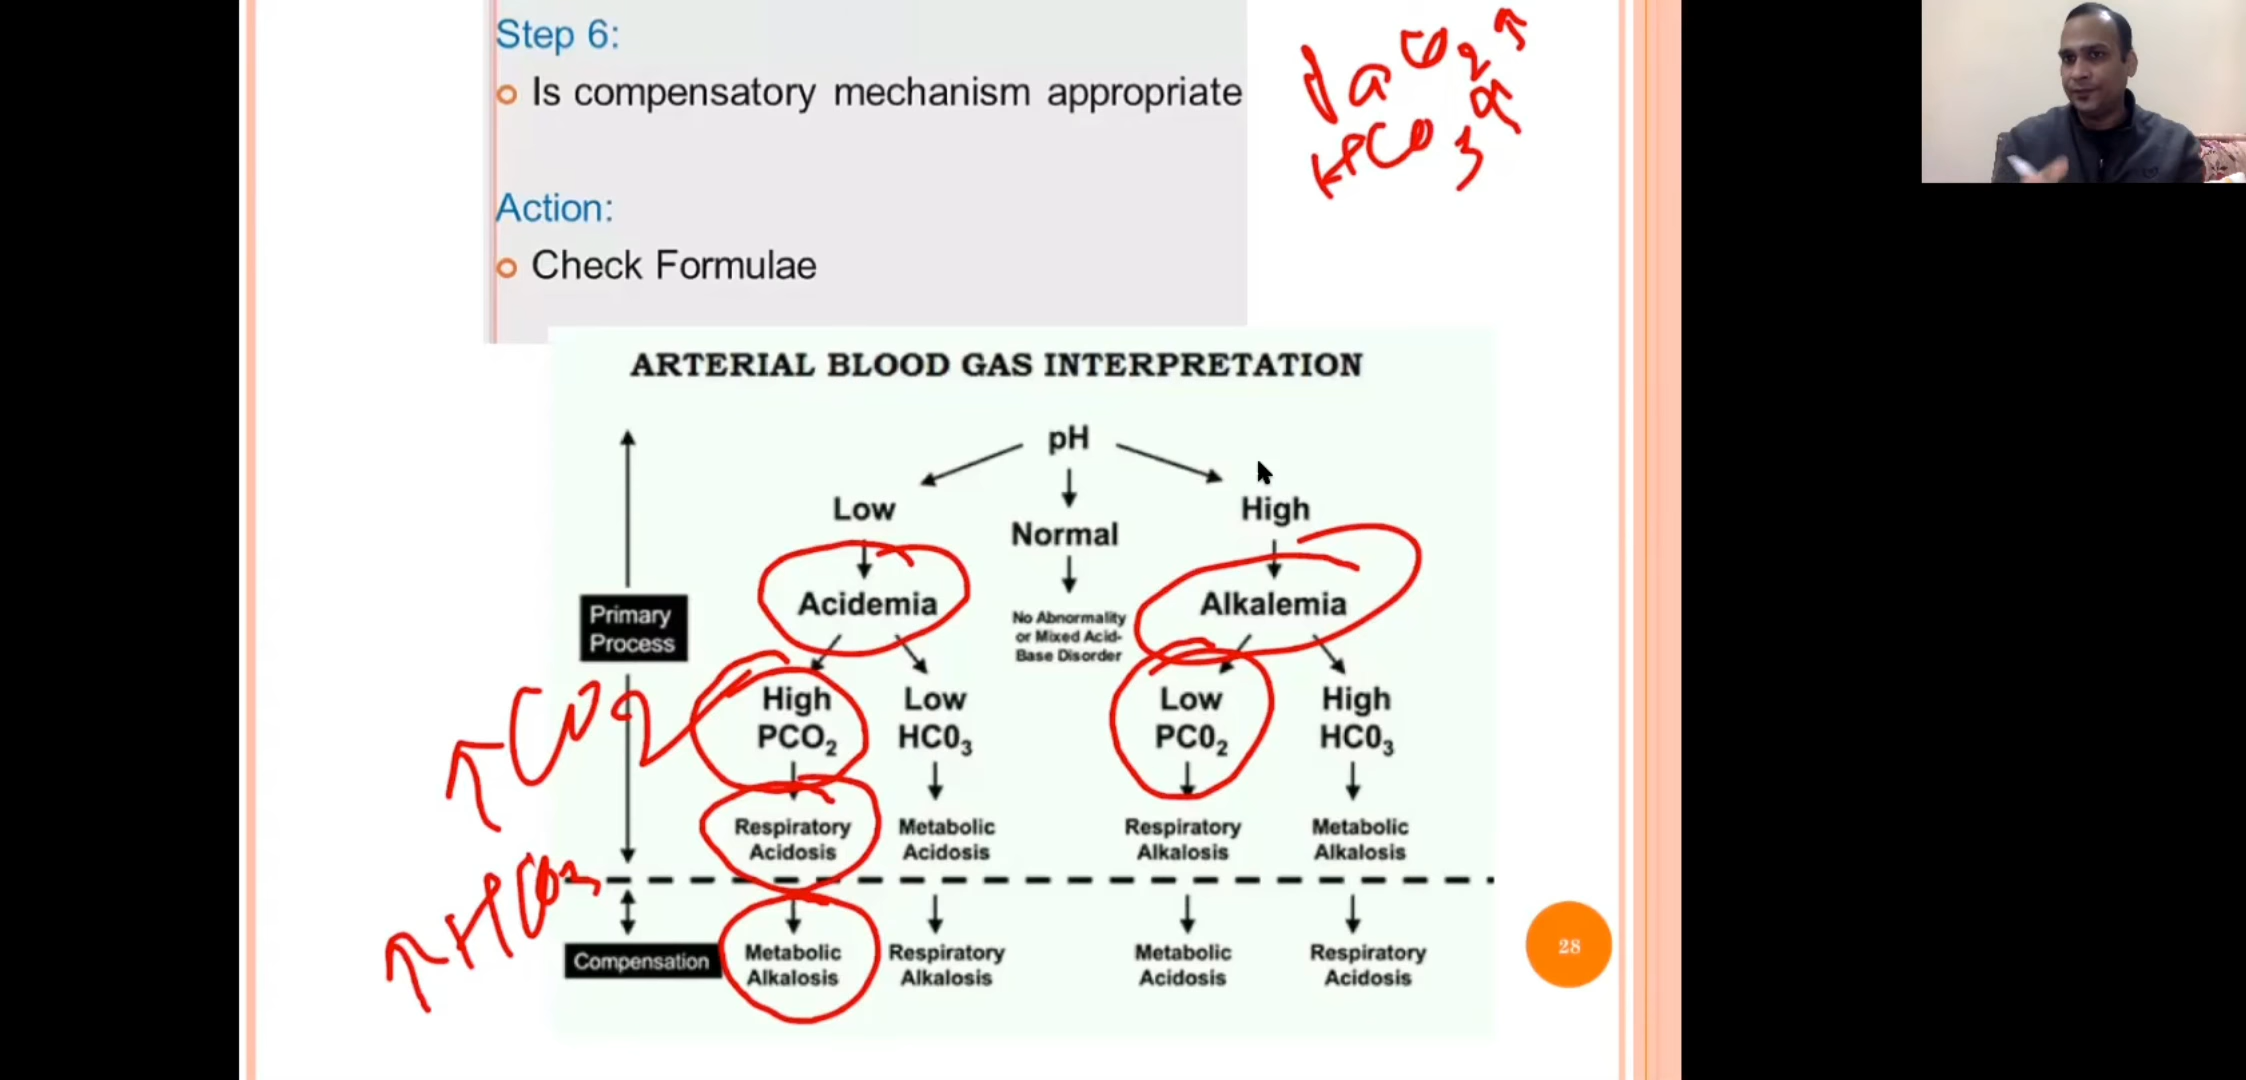 Step 6:
Is compensatory mechanism appropriate
Action:
Check Formulae
PaCO2 ↑
HCO3 ↑
ARTERIAL BLOOD GAS INTERPRETATION
pH
Low
Normal
High
Acidemia
No Abnormality
or Mixed Acid-
Base Disorder
Alkalemia
Primary
Process
High
PCO₂
Low
HC0₃
Low
PC0₂
High
HC0₃
↑CO2
Respiratory
Acidosis
Metabolic
Acidosis
Respiratory
Alkalosis
Metabolic
Alkalosis
↑HCO3
Compensation
Metabolic
Alkalosis
Respiratory
Alkalosis
Metabolic
Acidosis
Respiratory
Acidosis
28